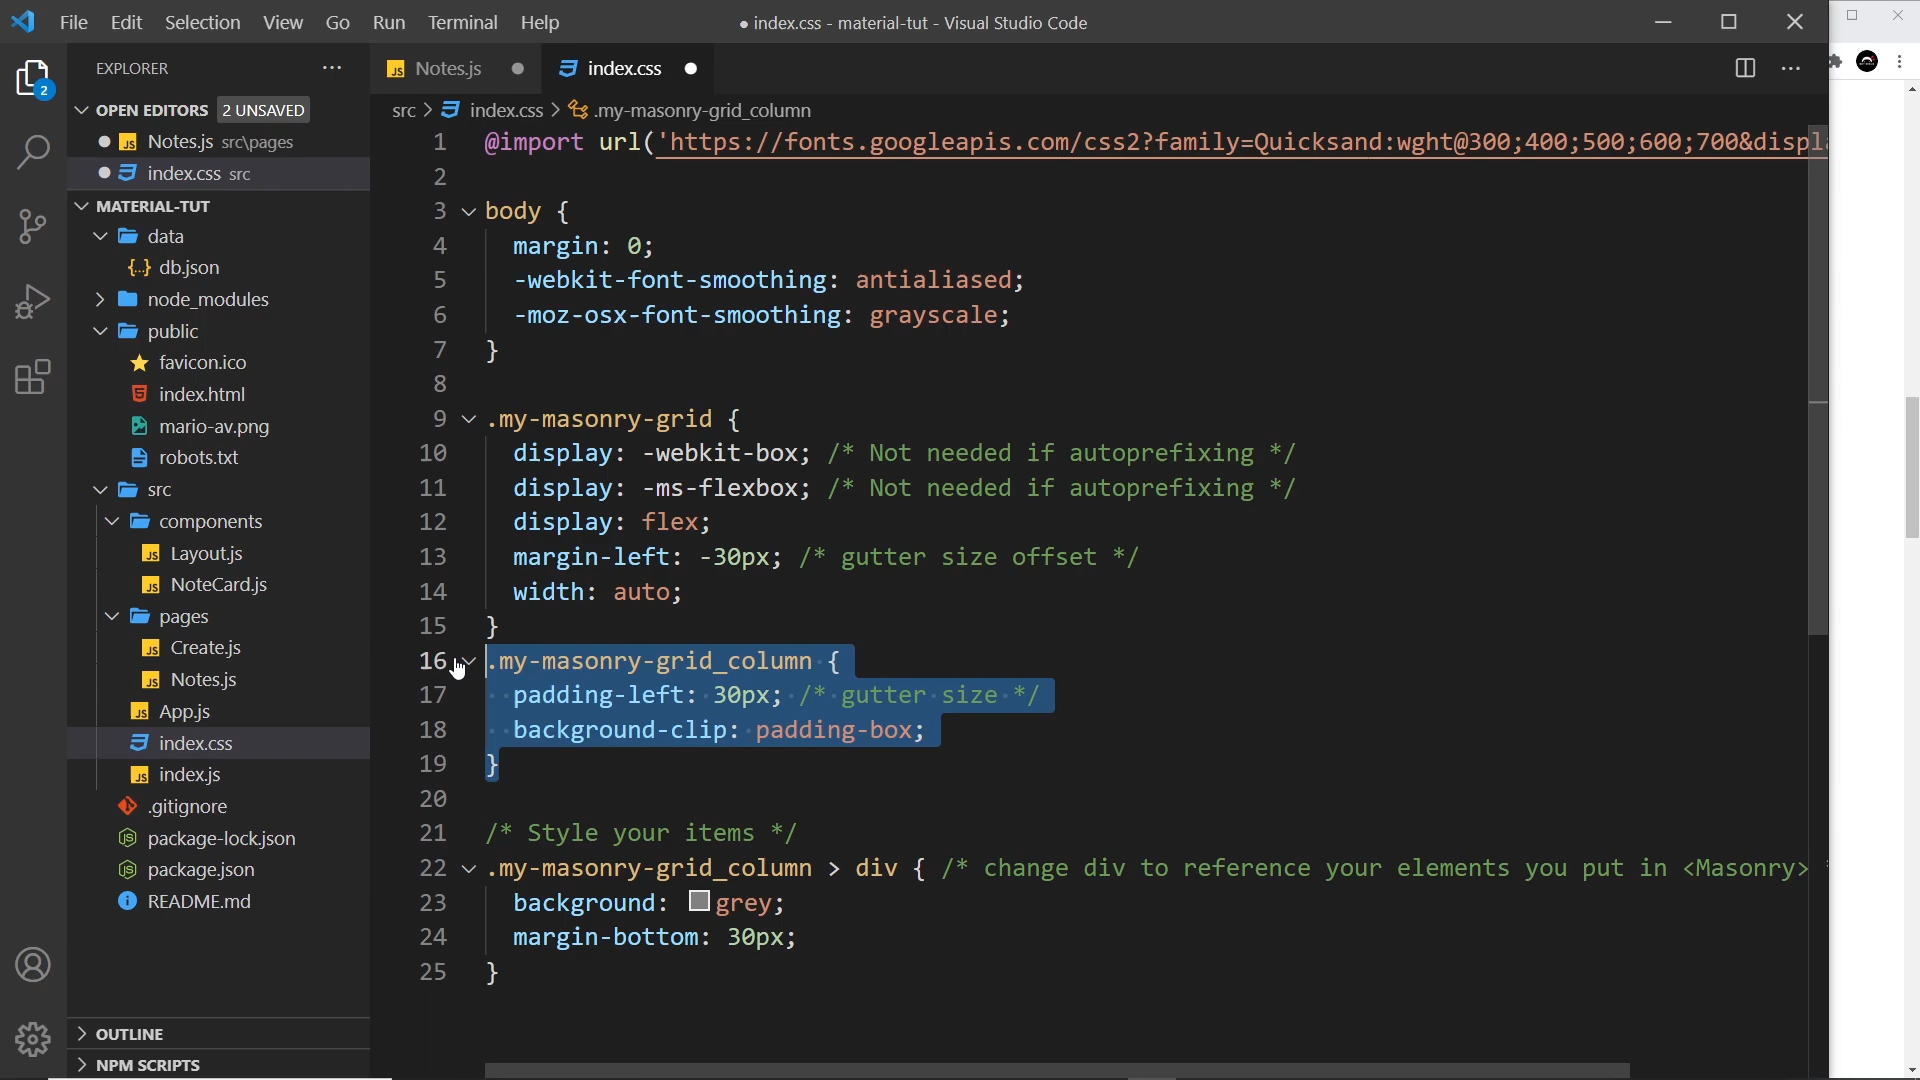 File Edit Selection View Go Run Terminal Help
● index.css - material-tut - Visual Studio Code
EXPLORER
Notes.js
index.css
OPEN EDITORS 2 UNSAVED
Notes.js src\pages
index.css src
MATERIAL-TUT
data
db.json
node_modules
public
favicon.ico
index.html
mario-av.png
robots.txt
src
components
Layout.js
NoteCard.js
pages
Create.js
Notes.js
App.js
index.css
index.js
.gitignore
package-lock.json
package.json
README.md
OUTLINE
NPM SCRIPTS
2
src > index.css > .my-masonry-grid_column
1 @import url('https://fonts.googleapis.com/css2?family=Quicksand:wght@300;400;500;600;700&displ
2
3 body {
4 margin: 0;
5 -webkit-font-smoothing: antialiased;
6 -moz-osx-font-smoothing: grayscale;
7 }
8
9 .my-masonry-grid {
10 display: -webkit-box; /* Not needed if autoprefixing */
11 display: -ms-flexbox; /* Not needed if autoprefixing */
12 display: flex;
13 margin-left: -30px; /* gutter size offset */
14 width: auto;
15 }
16 .my-masonry-grid_column {
17 padding-left: 30px; /* gutter size */
18 background-clip: padding-box;
19 }
20
21 /* Style your items */
22 .my-masonry-grid_column > div { /* change div to reference your elements you put in <Masonry>
23 background: grey;
24 margin-bottom: 30px;
25 }